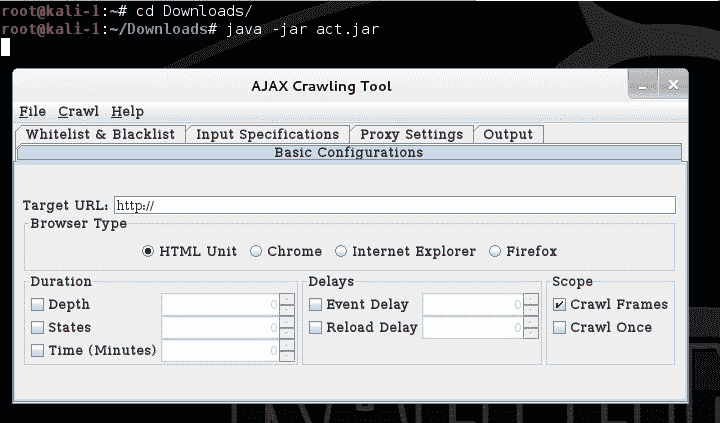 root@kali-1:~# cd Downloads/
root@kali-1:~/Downloads# java -jar act.jar
AJAX Crawling Tool
File Crawl Help
Whitelist & Blacklist Input Specifications Proxy Settings Output
Basic Configurations
Target URL: http://
Browser Type
HTML Unit Chrome Internet Explorer Firefox
Duration Delays Scope
Depth 0 Event Delay 0 Crawl Frames
States 0 Reload Delay 0 Crawl Once
Time (Minutes) 0